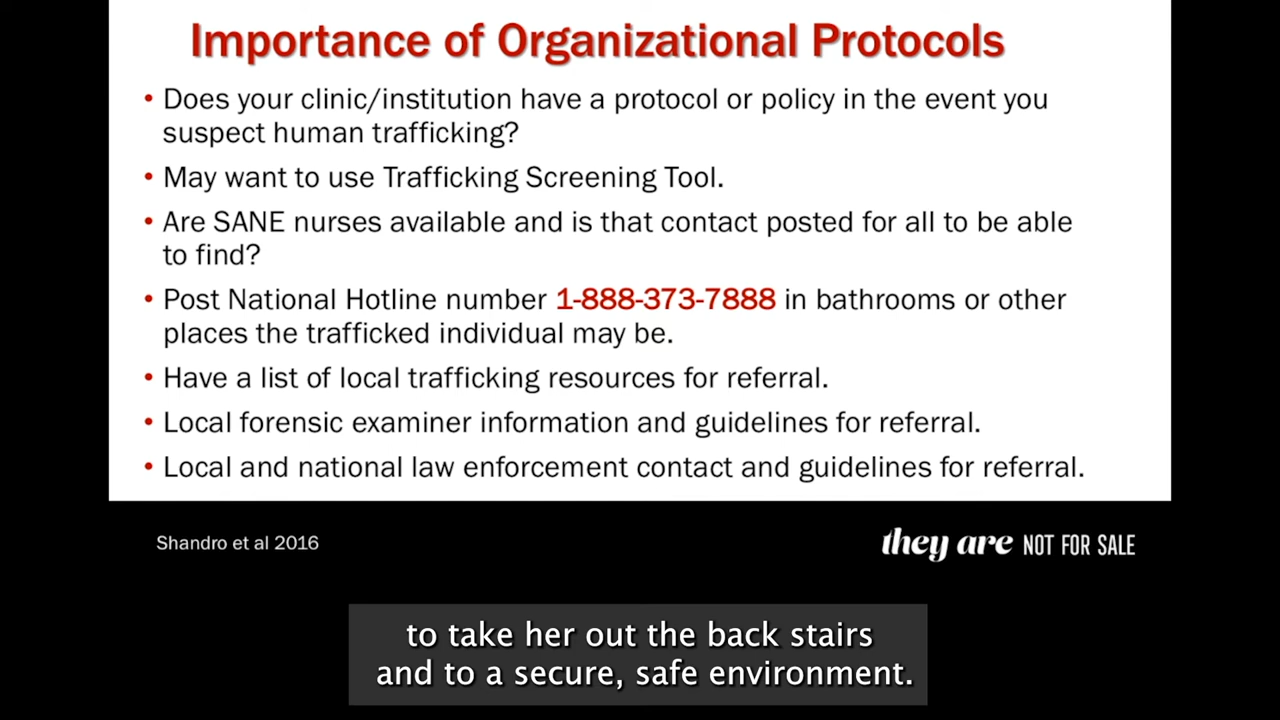 Importance of Organizational Protocols
• Does your clinic/institution have a protocol or policy in the event you
suspect human trafficking?
• May want to use Trafficking Screening Tool.
• Are SANE nurses available and is that contact posted for all to be able
to find?
• Post National Hotline number 1-888-373-7888 in bathrooms or other
places the trafficked individual may be.
• Have a list of local trafficking resources for referral.
• Local forensic examiner information and guidelines for referral.
• Local and national law enforcement contact and guidelines for referral.
Shandro et al 2016
they are NOT FOR SALE
to take her out the back stairs
and to a secure, safe environment.